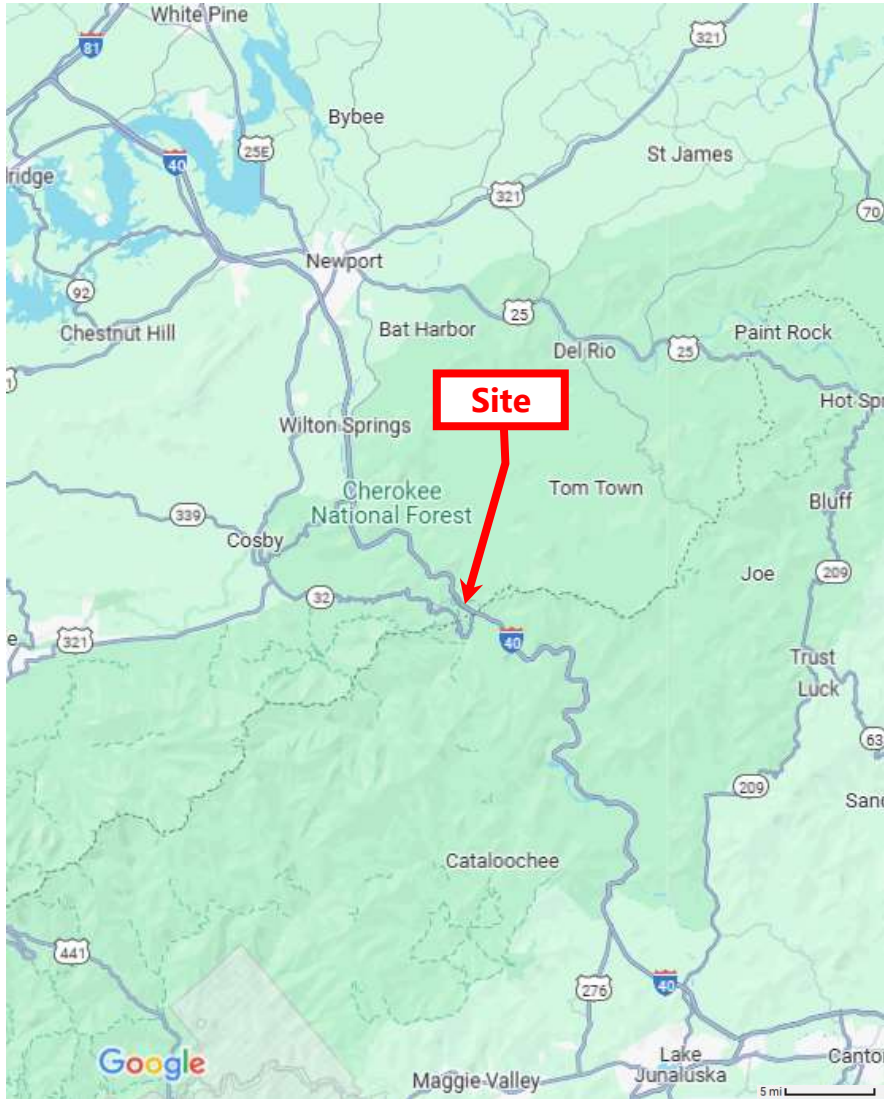 White Pine
321
81
Bybee
25E
40
St James
ridge
321
70
Newport
92
25
Chestnut Hill
Bat Harbor
Paint Rock
Del Rio
25
1
Site
Hot Spr
Wilton Springs
Cherokee
National Forest
Tom Town
Bluff
339
Cosby
Joe
209
32
e
321
40
Trust
Luck
63
209
Sanu
Cataloochee
441
276
40
Google
Lake
Junaluska
Canton
Maggie Valley
5 mi